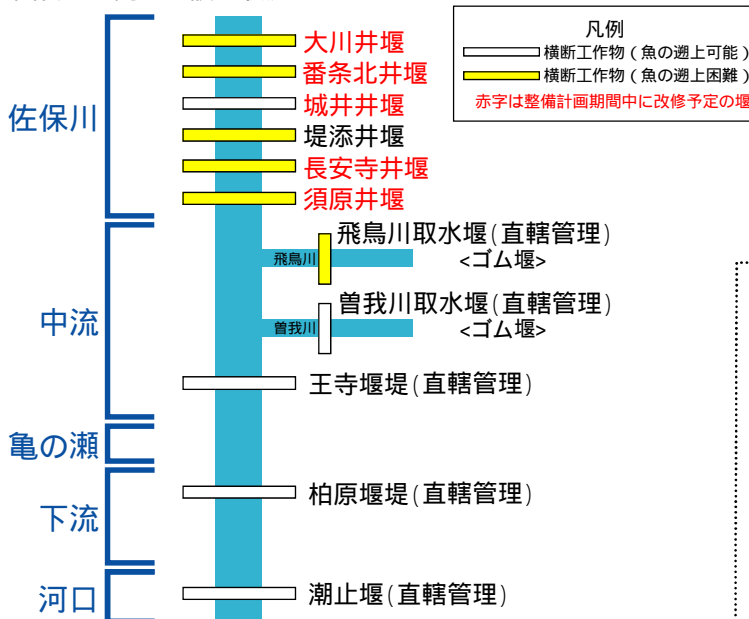 凡例
横断工作物(魚の遡上可能)
横断工作物(魚の遡上困難)
赤字は整備計画期間中に改修予定の堰
佐保川
大川井堰
番条北井堰
城井井堰
堤添井堰
長安寺井堰
須原井堰
中流
飛鳥川取水堰(直轄管理)
飛鳥川
<ゴム堰>
曽我川取水堰(直轄管理)
曽我川
<ゴム堰>
王寺堰堤(直轄管理)
亀の瀬
下流
柏原堰堤(直轄管理)
河口
潮止堰(直轄管理)